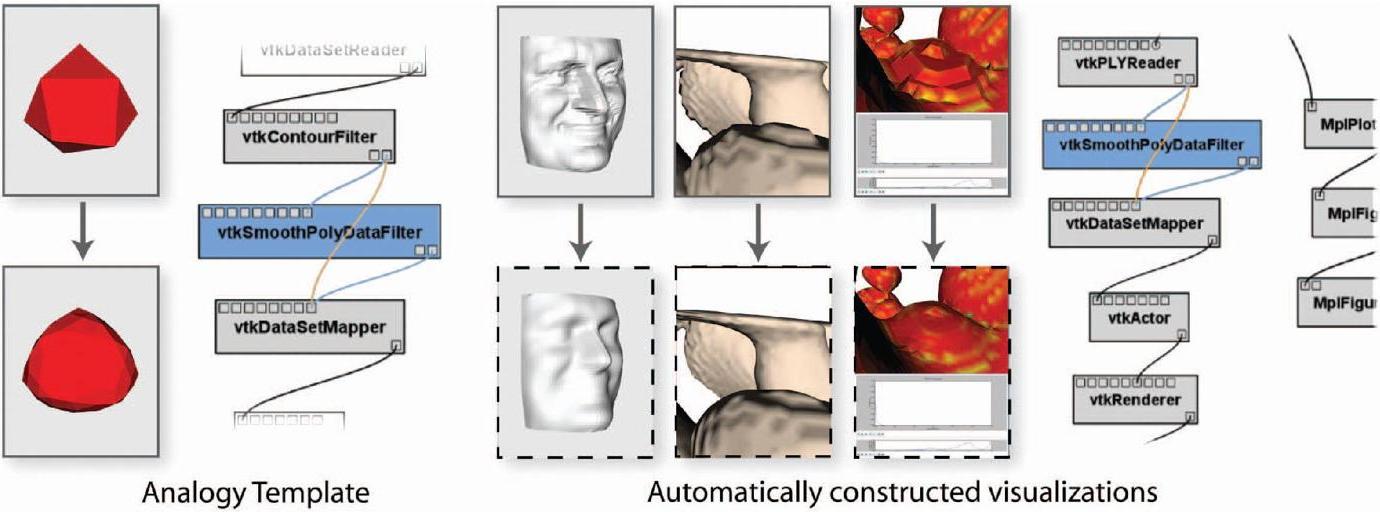 vtkDataSetReader
vtkContourFilter
vtkSmoothPolyDataFilter
vtkDataSetMapper
vtkPLYReader
vtkSmoothPolyDataFilter
vtkDataSetMapper
vtkActor
vtkRenderer
MplPlot
MplFig
MplFigur
Analogy Template
Automatically constructed visualizations